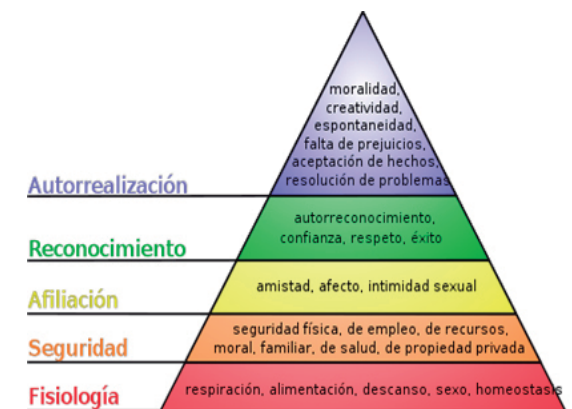 moralidad,
creatividad,
espontaneidad,
falta de prejuicios,
aceptación de hechos,
resolución de problemas
Autorrealización
autorreconocimiento,
confianza, respeto, éxito
Reconocimiento
amistad, afecto, intimidad sexual
Afiliación
seguridad física, de empleo, de recursos,
moral, familiar, de salud, de propiedad privada
Seguridad
respiración, alimentación, descanso, sexo, homeostasis
Fisiología